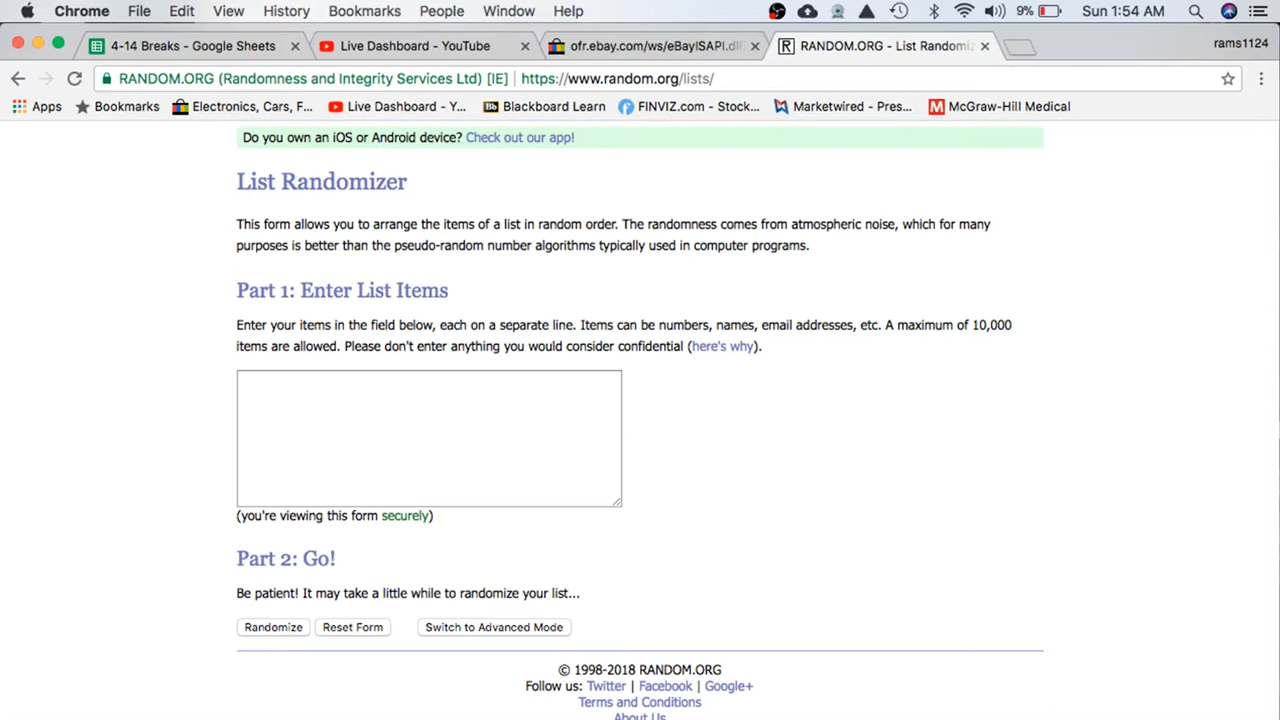 Chrome File Edit View History Bookmarks People Window Help 9% Sun 1:54 AM
4-14 Breaks - Google Sheets Live Dashboard - YouTube ofr.ebay.com/ws/eBayISAPI.dll RANDOM.ORG - List Randomiz rams1124
RANDOM.ORG (Randomness and Integrity Services Ltd) [IE] https://www.random.org/lists/
Apps Bookmarks Electronics, Cars, F... Live Dashboard - Y... Bb Blackboard Learn FINVIZ.com - Stock... Marketwired - Pres... M McGraw-Hill Medical
Do you own an iOS or Android device? Check out our app!
List Randomizer
This form allows you to arrange the items of a list in random order. The randomness comes from atmospheric noise, which for many
purposes is better than the pseudo-random number algorithms typically used in computer programs.
Part 1: Enter List Items
Enter your items in the field below, each on a separate line. Items can be numbers, names, email addresses, etc. A maximum of 10,000
items are allowed. Please don't enter anything you would consider confidential (here's why).
(you're viewing this form securely)
Part 2: Go!
Be patient! It may take a little while to randomize your list...
Randomize Reset Form Switch to Advanced Mode
© 1998-2018 RANDOM.ORG
Follow us: Twitter | Facebook | Google+
Terms and Conditions
About Us